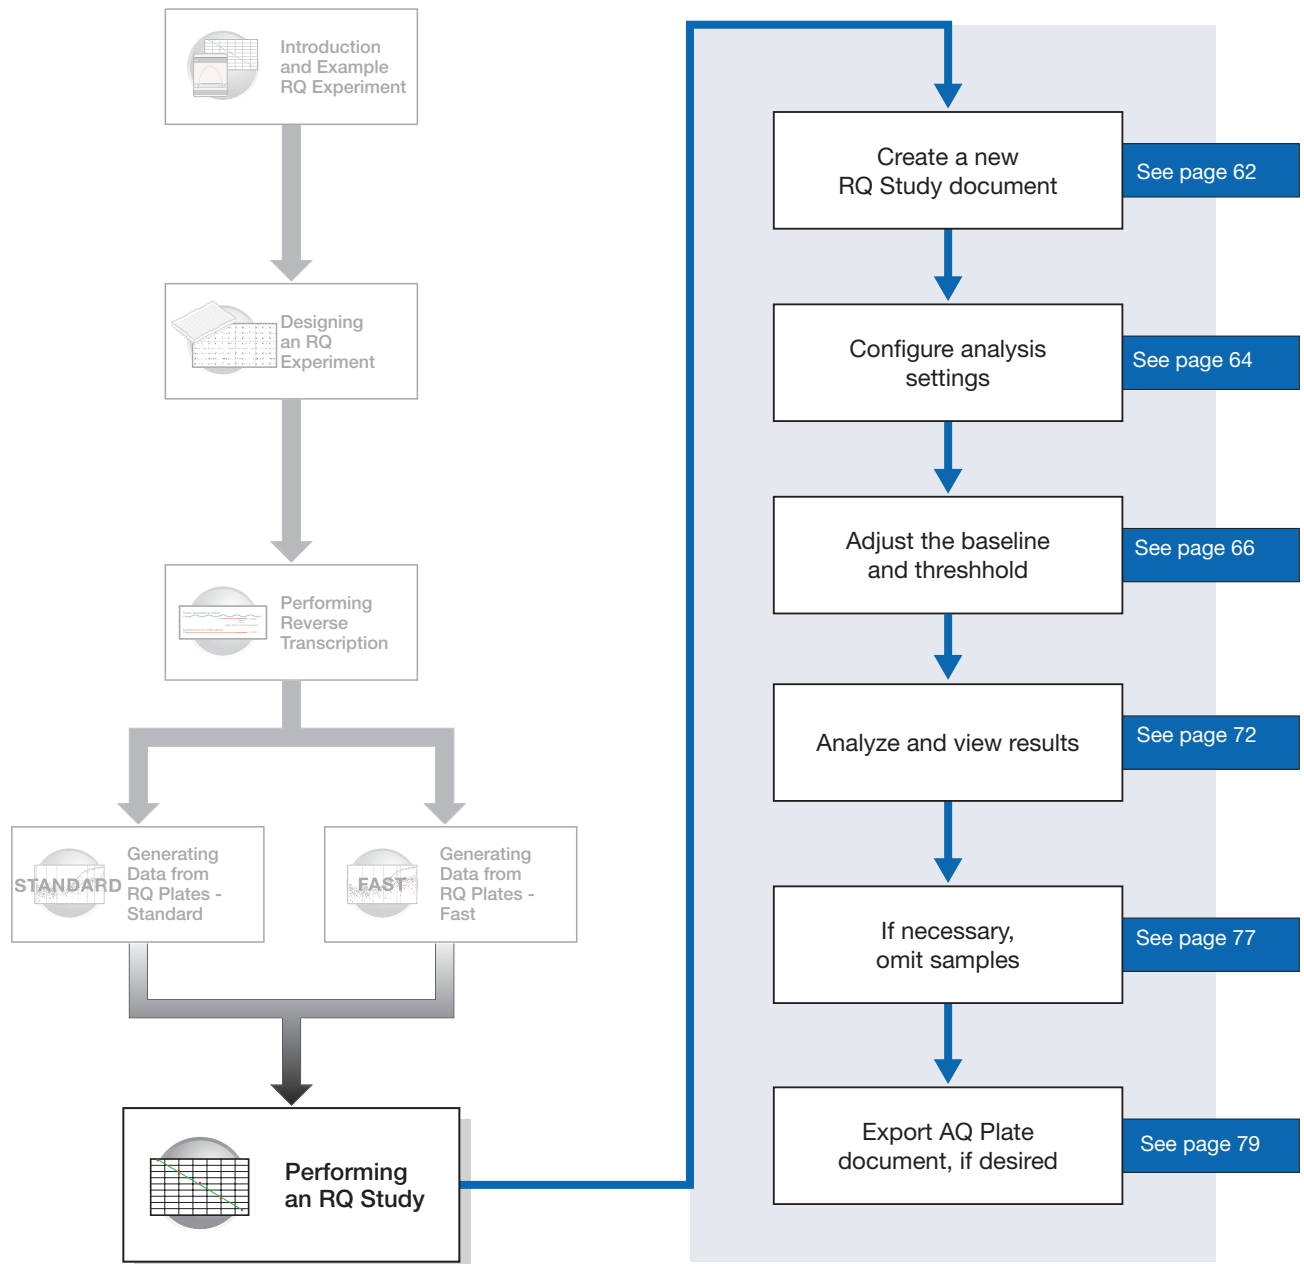 Introduction
and Example
RQ Experiment
Designing
an RQ
Experiment
Performing
Reverse
Transcription
STANDARD
Generating
Data from
RQ Plates -
Standard
FAST
Generating
Data from
RQ Plates -
Fast
Performing
an RQ Study
Create a new
RQ Study document
See page 62
Configure analysis
settings
See page 64
Adjust the baseline
and threshhold
See page 66
Analyze and view results
See page 72
If necessary,
omit samples
See page 77
Export AQ Plate
document, if desired
See page 79